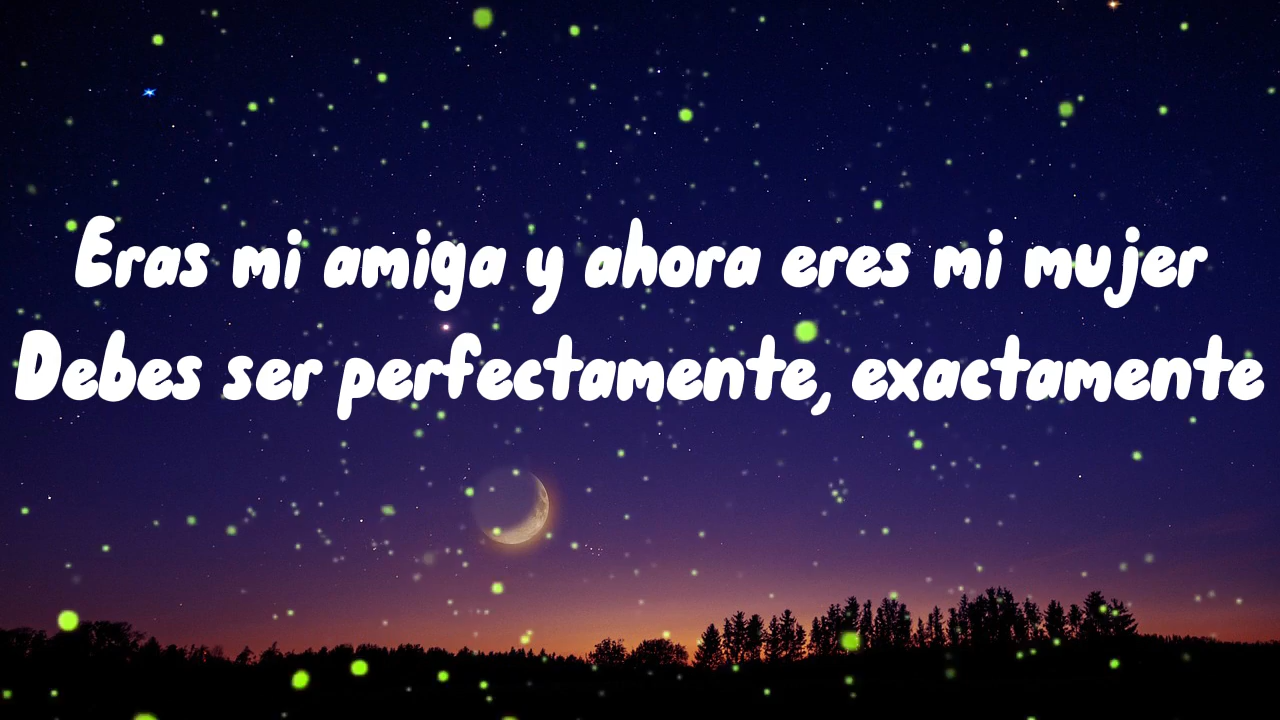 Eras mi amiga y ahora eres mi mujer
Debes ser perfectamente, exactamente